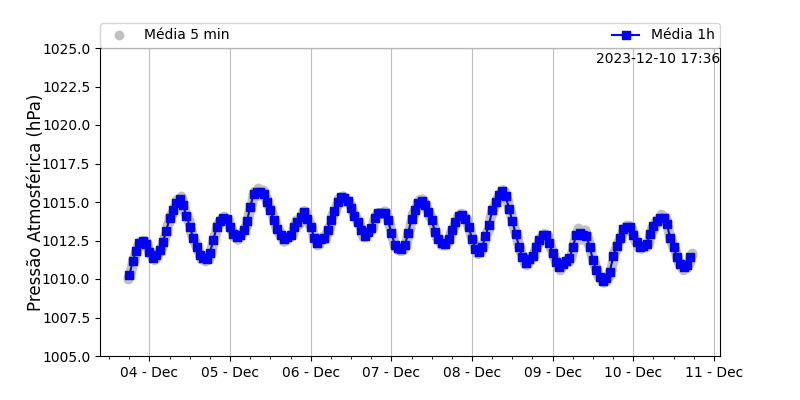 Média 5 min
Média 1h
2023-12-10 17:36
Pressão Atmosférica (hPa)
1025.0
1022.5
1020.0
1017.5
1015.0
1012.5
1010.0
1007.5
1005.0
04 - Dec
05 - Dec
06 - Dec
07 - Dec
08 - Dec
09 - Dec
10 - Dec
11 - Dec